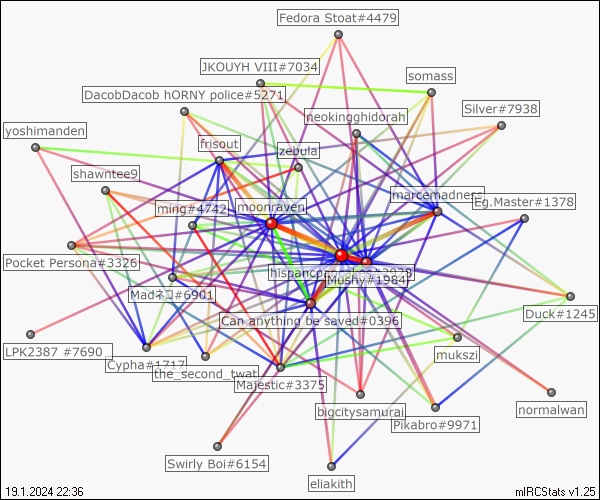 Fedora Stoat#4479
JKOUYH VIII#7034
somass
DacobDacob hORNY police#5271
neokingghidorah
Silver#7938
yoshimanden
frisout
zebula
shawntee9
marcemadness
Eg.Master#1378
ming#4742
moonraven
Pocket Persona#3326
Mushy#1984
Madネコ#6901
Can anything be saved#0396
Duck#1245
LPK2387 #7690
Cypha#1717
the_second_twat
Majestic#3375
mukszi
bigcitysamurai
Pikabro#9971
normalwan
Swirly Boi#6154
eliakith
19.1.2024 22:36
mIRCStats v1.25